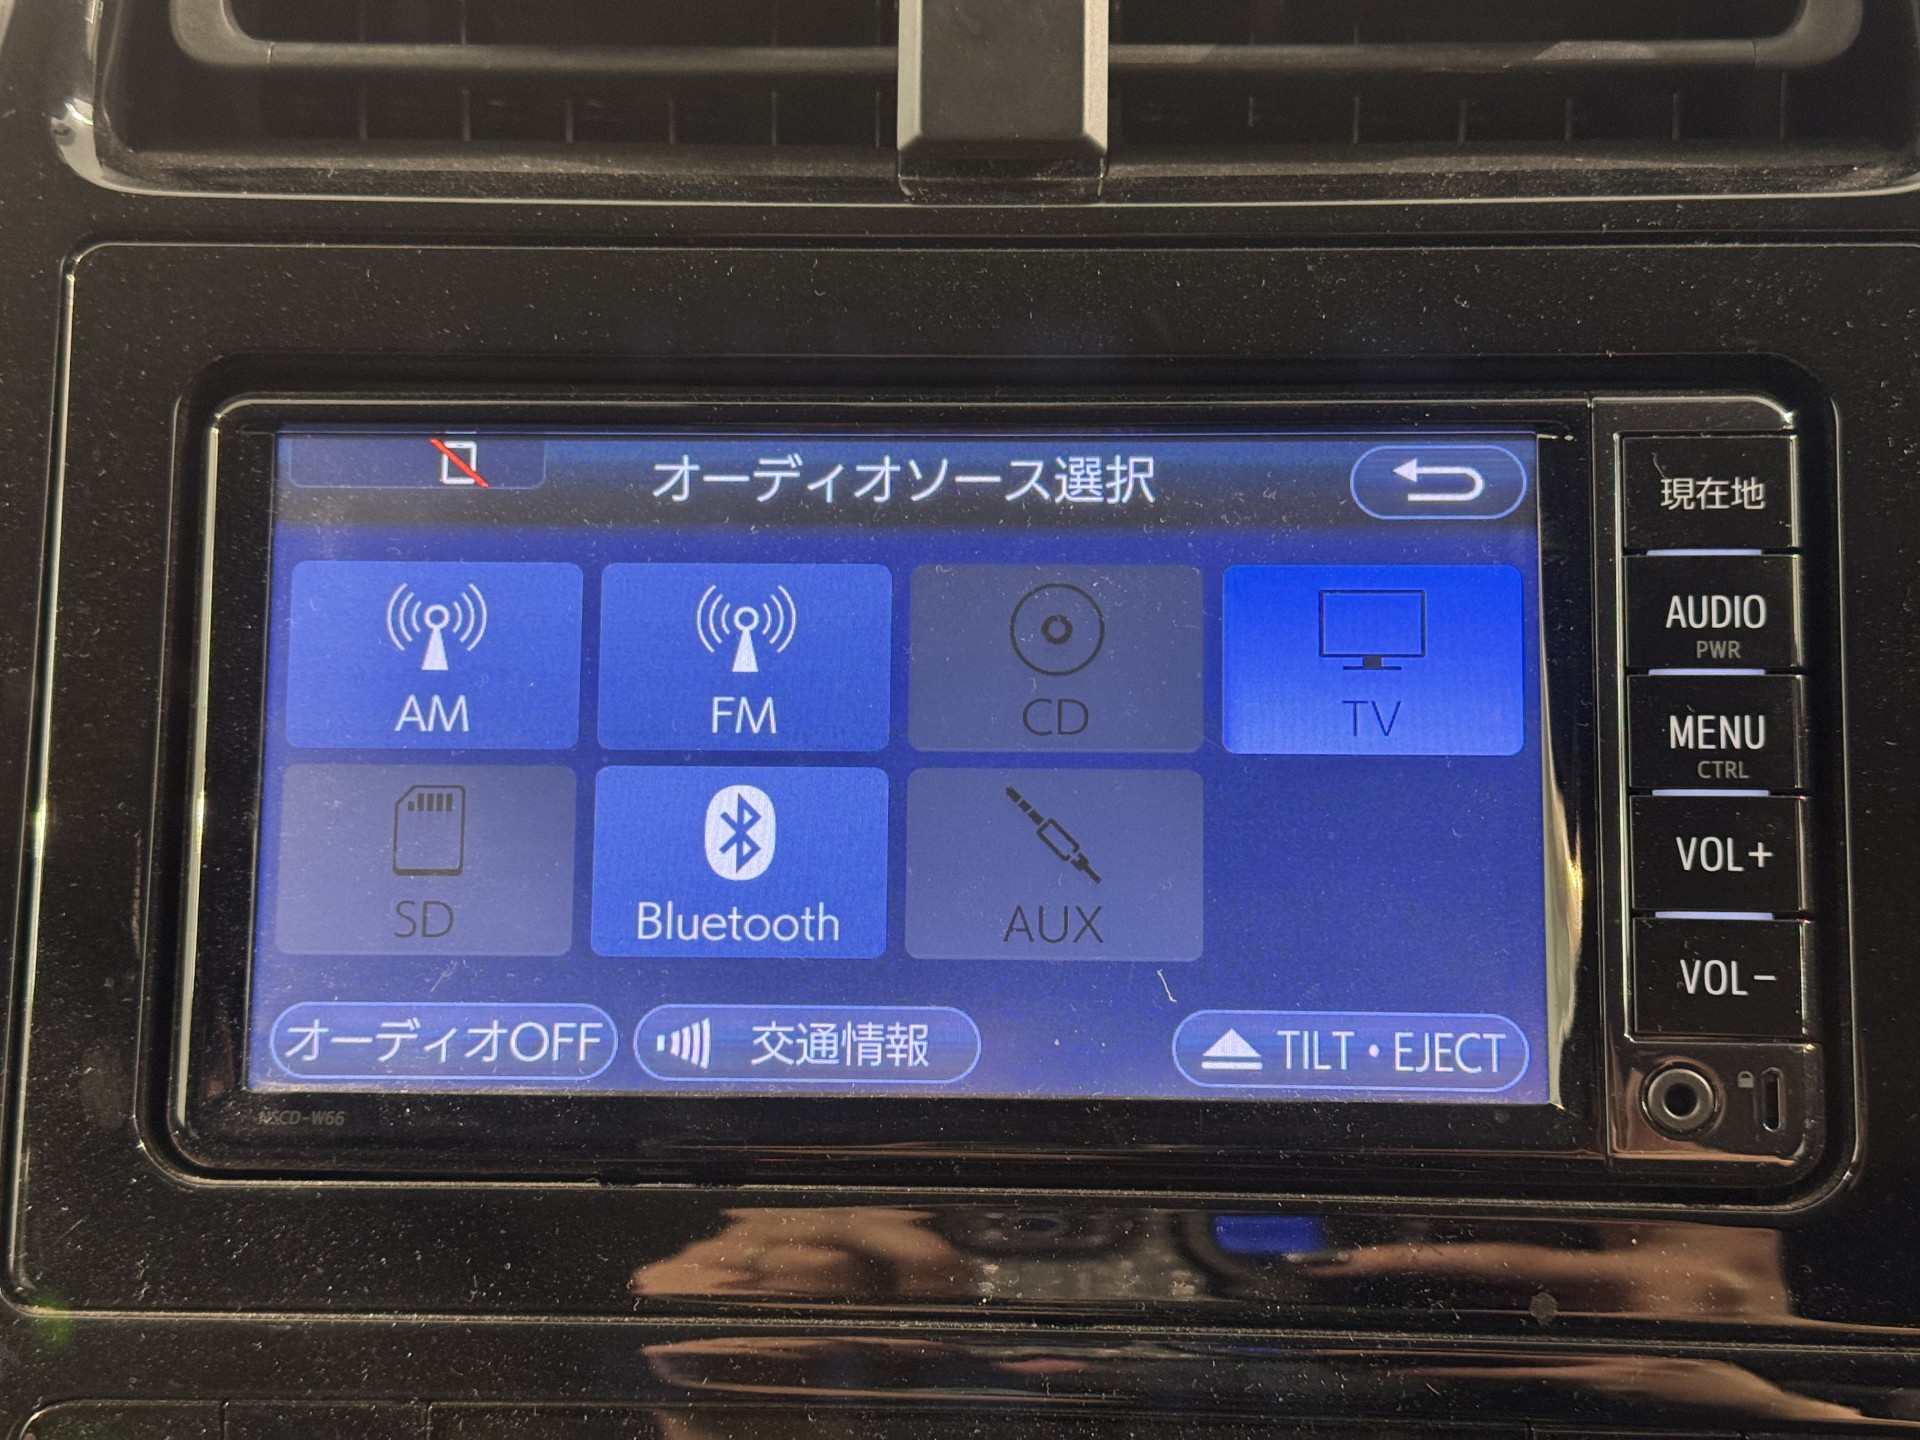 オーディオソース選択
現在地
AM
FM
CD
TV
AUDIO
PWR
MENU
CTRL
SD
Bluetooth
AUX
VOL+
VOL-
オーディオOFF
交通情報
TILT・EJECT
NSCD-W66